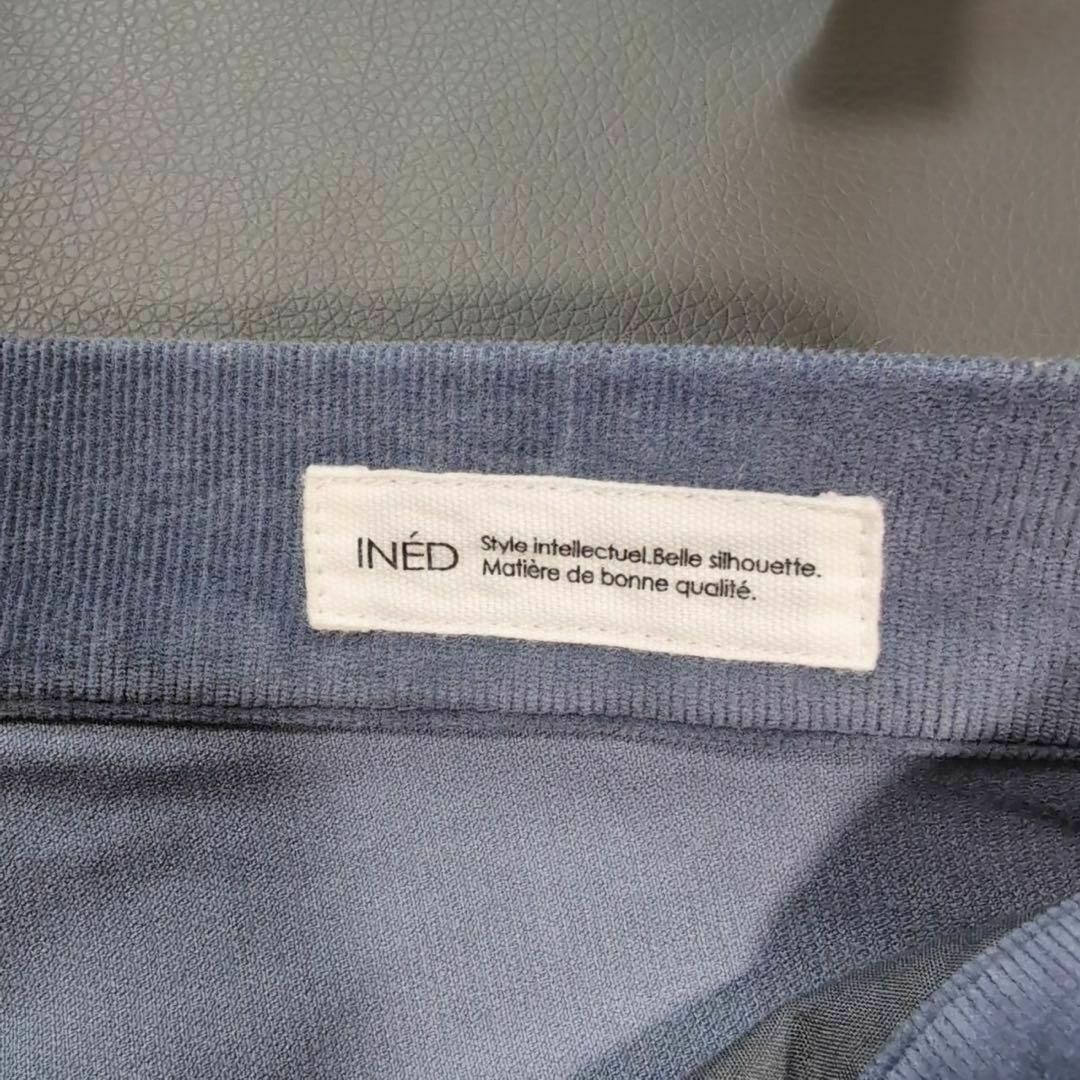 INÉD
Style intellectuel.Belle silhouette.
Matière de bonne qualité.